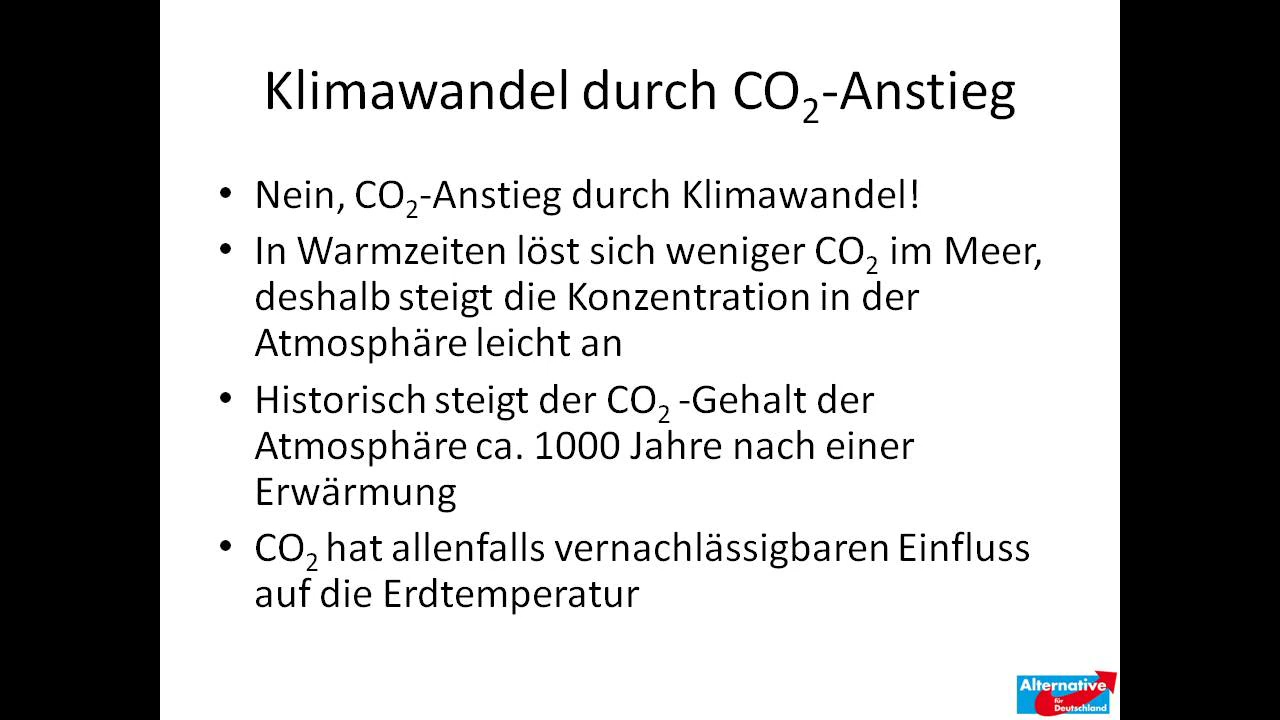 Klimawandel durch CO₂-Anstieg
• Nein, CO₂-Anstieg durch Klimawandel!
• In Warmzeiten löst sich weniger CO₂ im Meer,
deshalb steigt die Konzentration in der
Atmosphäre leicht an
• Historisch steigt der CO₂ -Gehalt der
Atmosphäre ca. 1000 Jahre nach einer
Erwärmung
• CO₂ hat allenfalls vernachlässigbaren Einfluss
auf die Erdtemperatur
Alternative
für
Deutschland